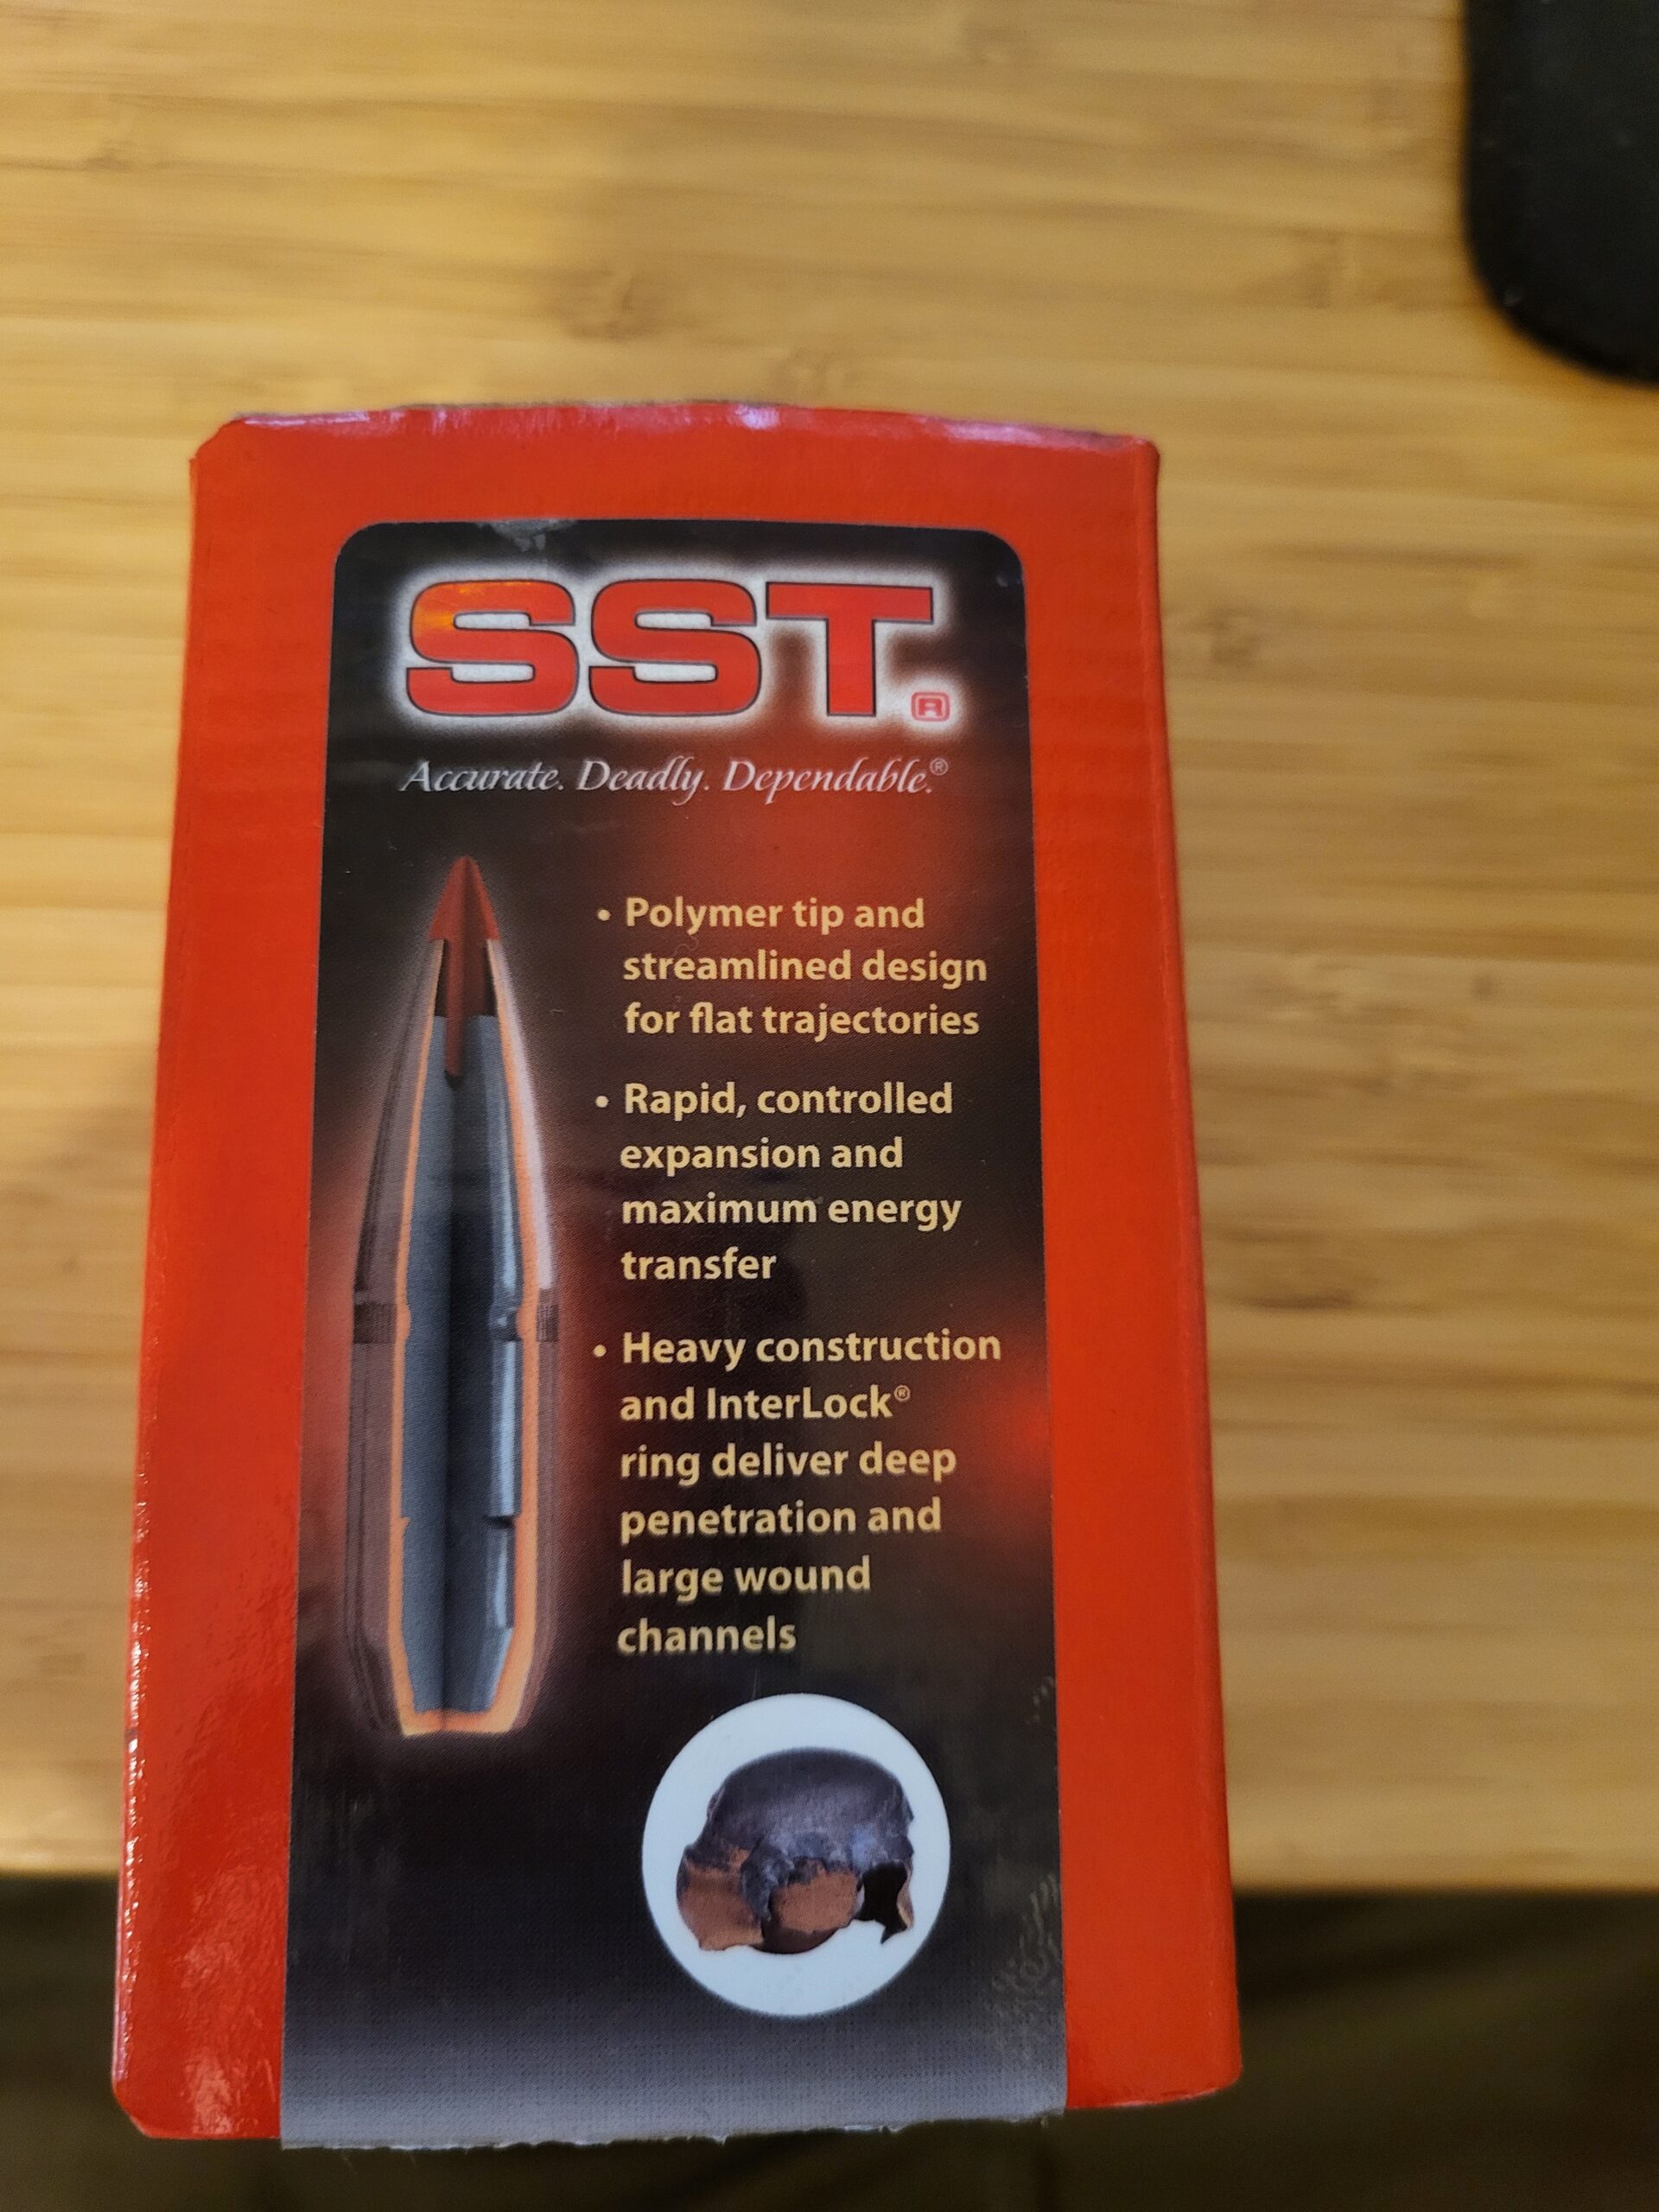 SST®
Accurate. Deadly. Dependable.®
• Polymer tip and
streamlined design
for flat trajectories
• Rapid, controlled
expansion and
maximum energy
transfer
• Heavy construction
and InterLock®
ring deliver deep
penetration and
large wound
channels